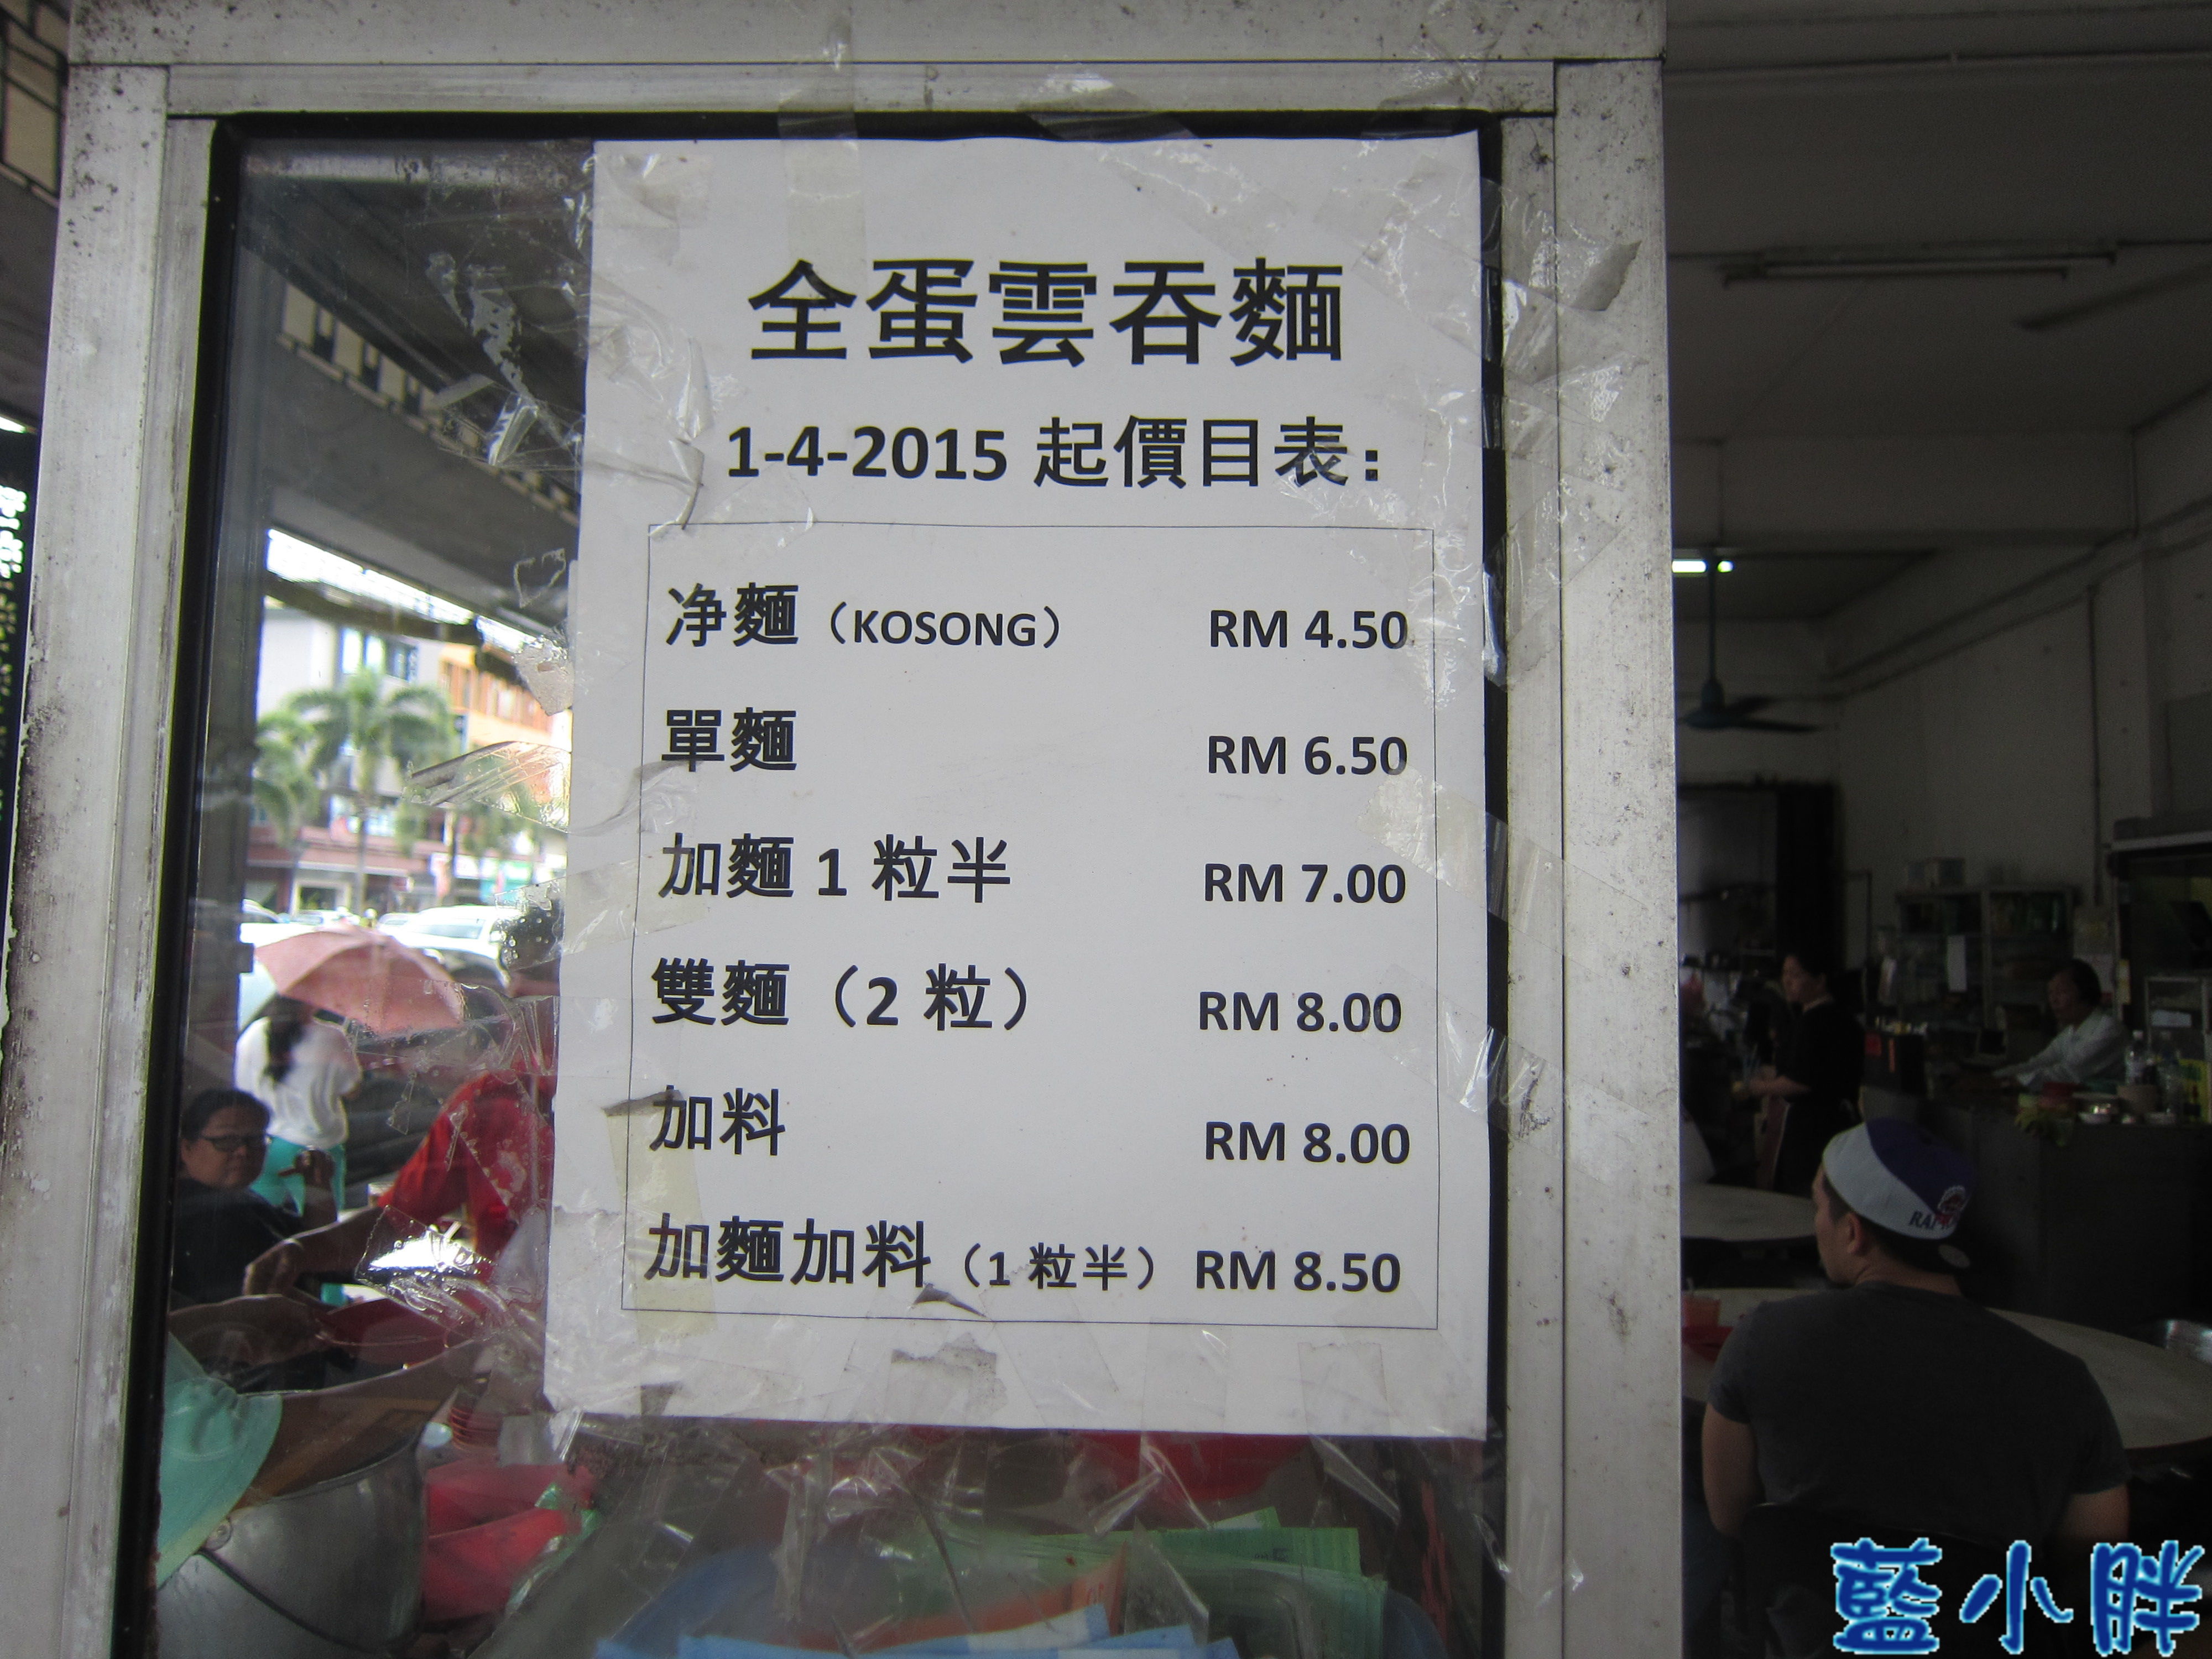 全蛋雲吞麵
1-4-2015 起價目表:
净麵（KOSONG） RM 4.50
單麵 RM 6.50
加麵 1 粒半 RM 7.00
雙麵（2 粒） RM 8.00
加料 RM 8.00
加麵加料（1 粒半） RM 8.50
藍小胖